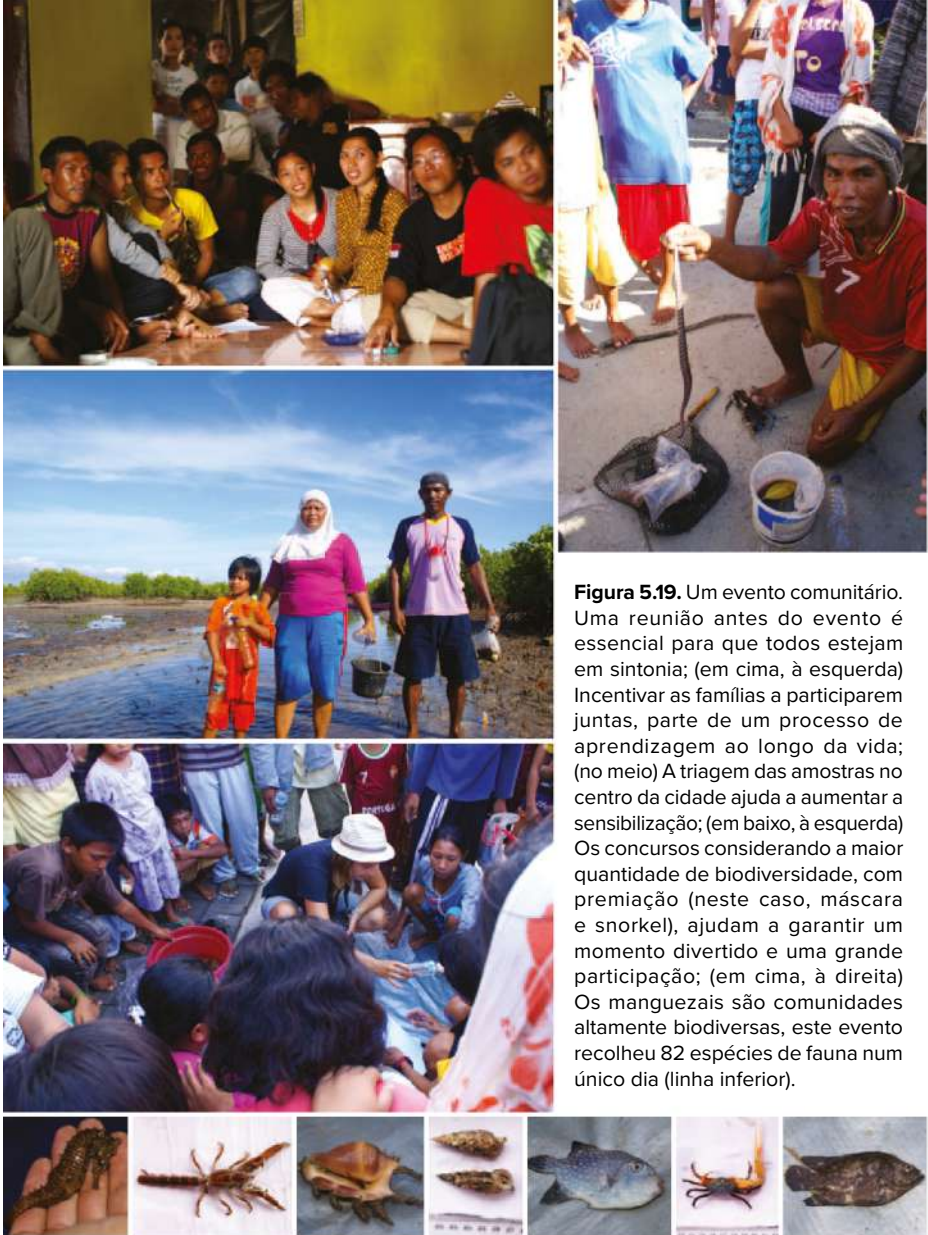 TO
7
7
PORTUGA
Figura 5.19. Um evento comunitário.
Uma reunião antes do evento é
essencial para que todos estejam
em sintonia; (em cima, à esquerda)
Incentivar as famílias a participarem
juntas, parte de um processo de
aprendizagem ao longo da vida;
(no meio) A triagem das amostras no
centro da cidade ajuda a aumentar a
sensibilização; (em baixo, à esquerda)
Os concursos considerando a maior
quantidade de biodiversidade, com
premiação (neste caso, máscara
e snorkel), ajudam a garantir um
momento divertido e uma grande
participação; (em cima, à direita)
Os manguezais são comunidades
altamente biodiversas, este evento
recolheu 82 espécies de fauna num
único dia (linha inferior).